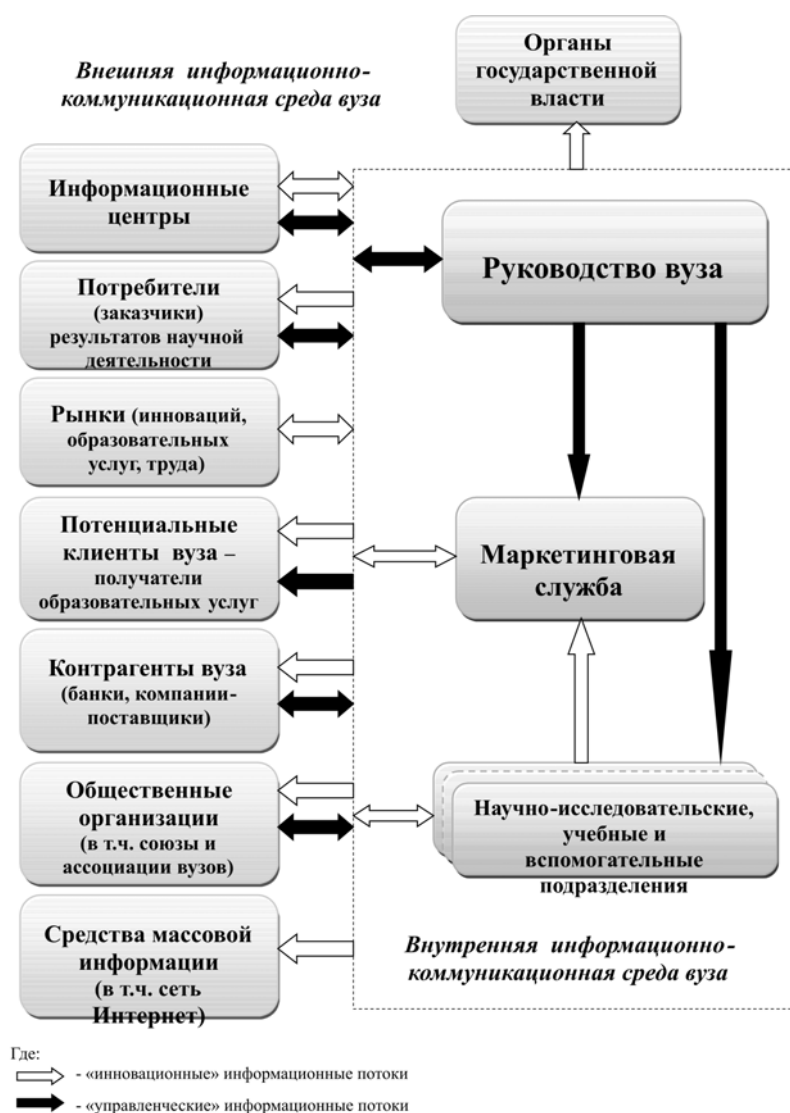 Органы
государственной
власти
Внешняя информационно-
коммуникационная среда вуза
Информационные
центры
Руководство вуза
Потребители
(заказчики)
результатов научной
деятельности
Рынки (инноваций,
образовательных
услуг, труда)
Потенциальные
клиенты вуза –
получатели
образовательных услуг
Маркетинговая
служба
Контрагенты вуза
(банки, компании-
поставщики)
Общественные
организации
(в т.ч. союзы и
ассоциации вузов)
Научно-исследовательские,
учебные и
вспомогательные
подразделения
Средства массовой
информации
(в т.ч. сеть
Интернет)
Внутренняя информационно-
коммуникационная среда вуза
Где:
- «инновационные» информационные потоки
- «управленческие» информационные потоки